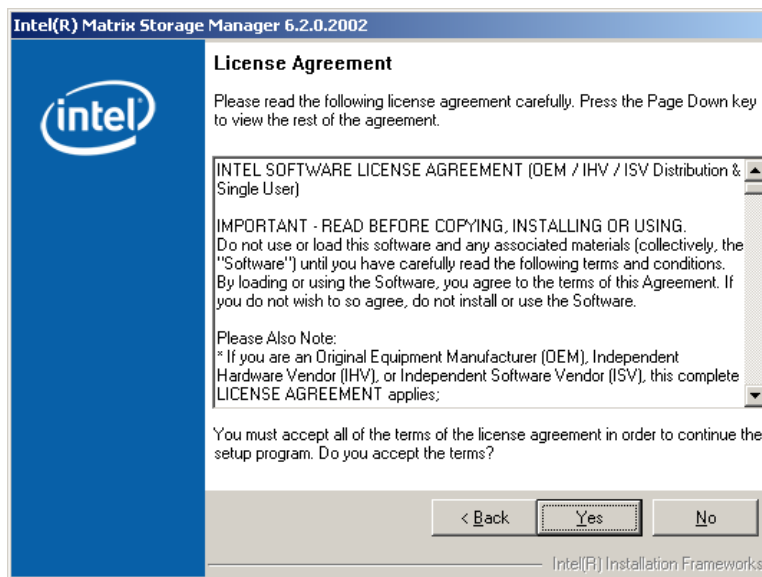 Intel(R) Matrix Storage Manager 6.2.0.2002
intel
License Agreement
Please read the following license agreement carefully. Press the Page Down key
to view the rest of the agreement.
INTEL SOFTWARE LICENSE AGREEMENT (OEM / IHV / ISV Distribution &
Single User)
IMPORTANT - READ BEFORE COPYING, INSTALLING OR USING.
Do not use or load this software and any associated materials (collectively, the
"Software") until you have carefully read the following terms and conditions.
By loading or using the Software, you agree to the terms of this Agreement. If
you do not wish to so agree, do not install or use the Software.
Please Also Note:
* If you are an Original Equipment Manufacturer (OEM), Independent
Hardware Vendor (IHV), or Independent Software Vendor (ISV), this complete
LICENSE AGREEMENT applies;
You must accept all of the terms of the license agreement in order to continue the
setup program. Do you accept the terms?
< Back
Yes
No
Intel(R) Installation Frameworks